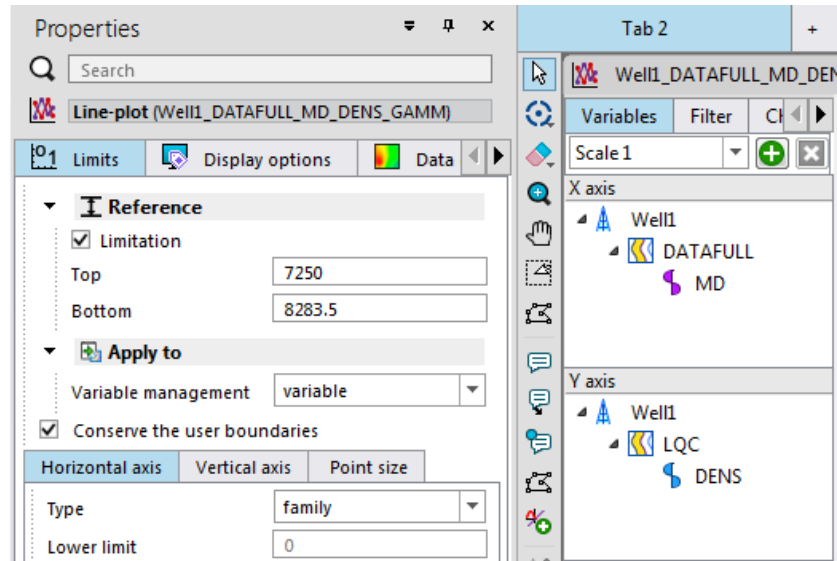 Properties
Search
Line-plot (Well1_DATAFULL_MD_DENS_GAMM)
Limits Display options Data
Reference
Limitation
Top 7250
Bottom 8283.5
Apply to
Variable management variable
Conserve the user boundaries
Horizontal axis Vertical axis Point size
Type family
Lower limit 0
Tab 2 +
Well1_DATAFULL_MD_DEN
Variables Filter
Scale 1
X axis
Well1
DATAFULL
MD
Y axis
Well1
LQC
DENS